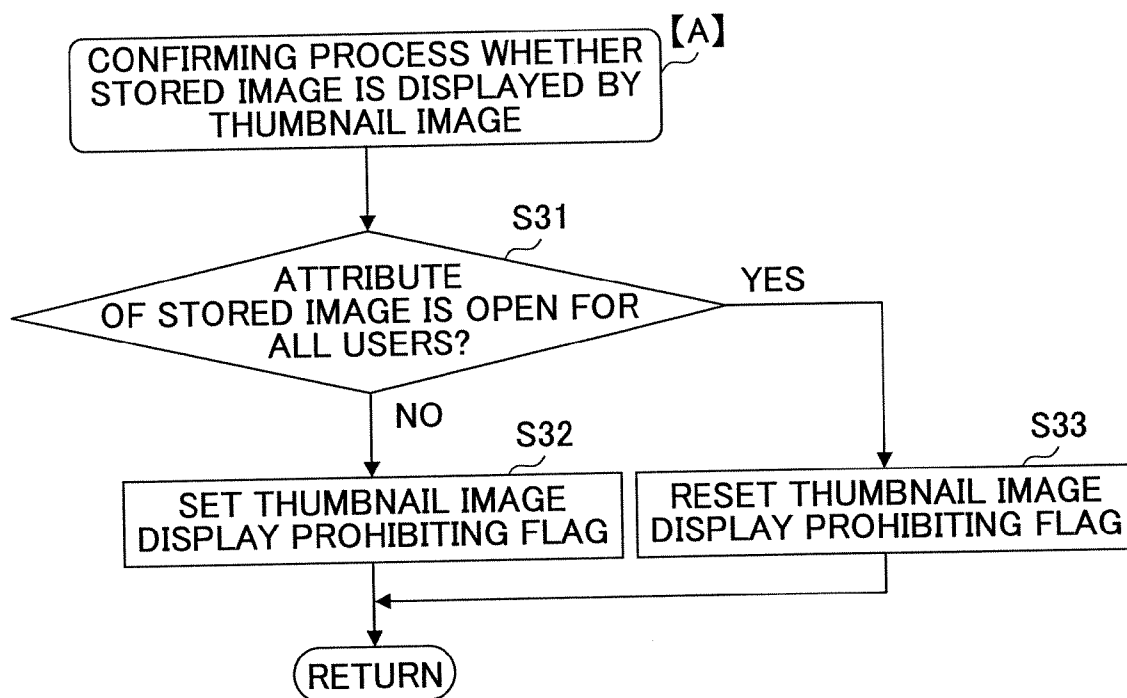 【A】
CONFIRMING PROCESS WHETHER
STORED IMAGE IS DISPLAYED BY
THUMBNAIL IMAGE
S31
ATTRIBUTE
OF STORED IMAGE IS OPEN FOR
ALL USERS?
YES
NO
S32
SET THUMBNAIL IMAGE
DISPLAY PROHIBITING FLAG
S33
RESET THUMBNAIL IMAGE
DISPLAY PROHIBITING FLAG
RETURN